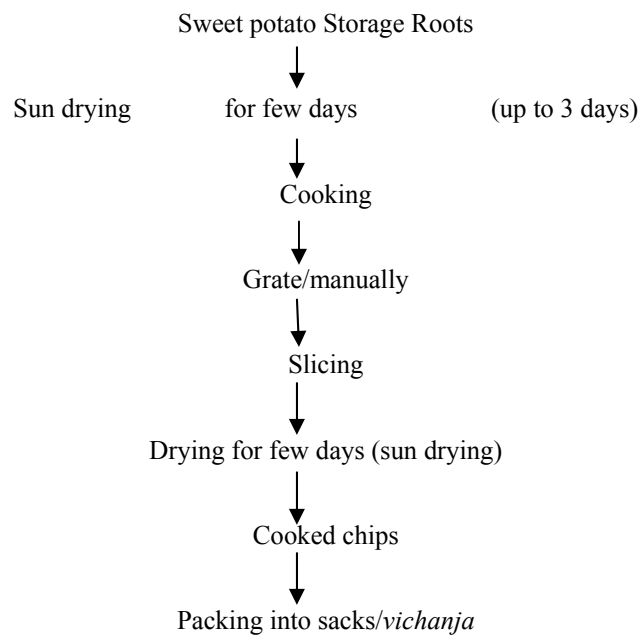 Sweet potato Storage Roots
Sun drying for few days (up to 3 days)
Cooking
Grate/manually
Slicing
Drying for few days (sun drying)
Cooked chips
Packing into sacks/vichanja